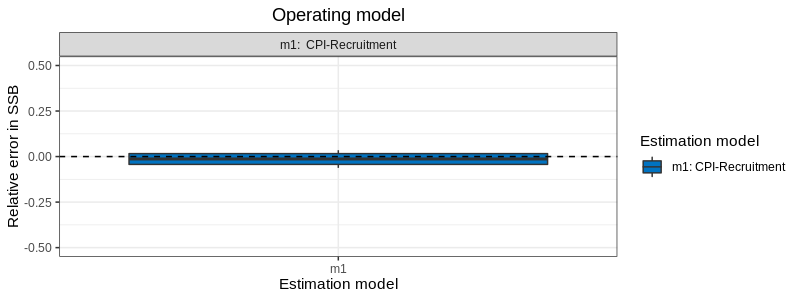 Operating model
m1: CPI-Recruitment
0.50
0.25
0.00
-0.25
-0.50
Relative error in SSB
m1
Estimation model
Estimation model
m1: CPI-Recruitment